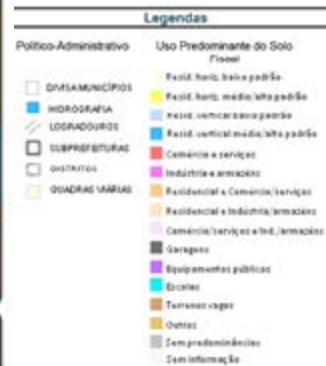 Legendas
Político-Administrativo
DIVISA MUNICÍPIOS
HIDROGRAFIA
LOGRADOUROS
SUBPREFEITURAS
DISTRITOS
QUADRAS VIÁRIAS
Uso Predominante do Solo
Fiscal
Resid. horiz. baixo padrão
Resid. horiz. médio/alto padrão
Resid. vertical baixo padrão
Resid. vertical médio/alto padrão
Comércio e serviços
Indústria e armazéns
Residencial e Comércio/serviços
Residencial e Indústria/armazéns
Comércio/serviços e Ind./armazéns
Garagens
Equipamentos públicos
Escolas
Terrenos vagos
Outros
Sem predominância
Sem informação